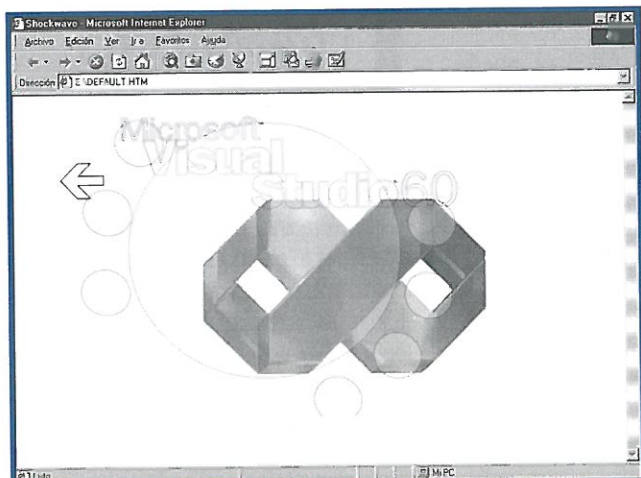 Shockwave - Microsoft Internet Explorer
Archivo Edición Ver Ir a Favoritos Ayuda
Dirección E:\DEFAULT.HTM
Microsoft
Visual
Studio 6.0
Listo
Mi PC